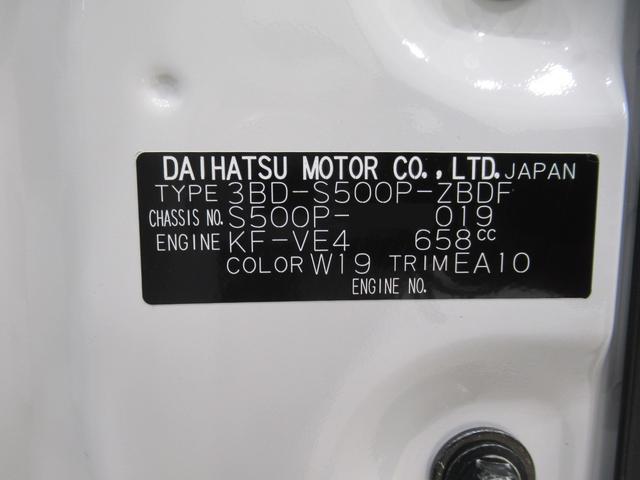 DAIHATSU MOTOR CO.,LTD. JAPAN
TYPE 3BD-S500P-ZBDF
CHASSIS NO. S500P- 019
ENGINE KF-VE4 658cc
COLOR W19 TRIM EA10
ENGINE NO.